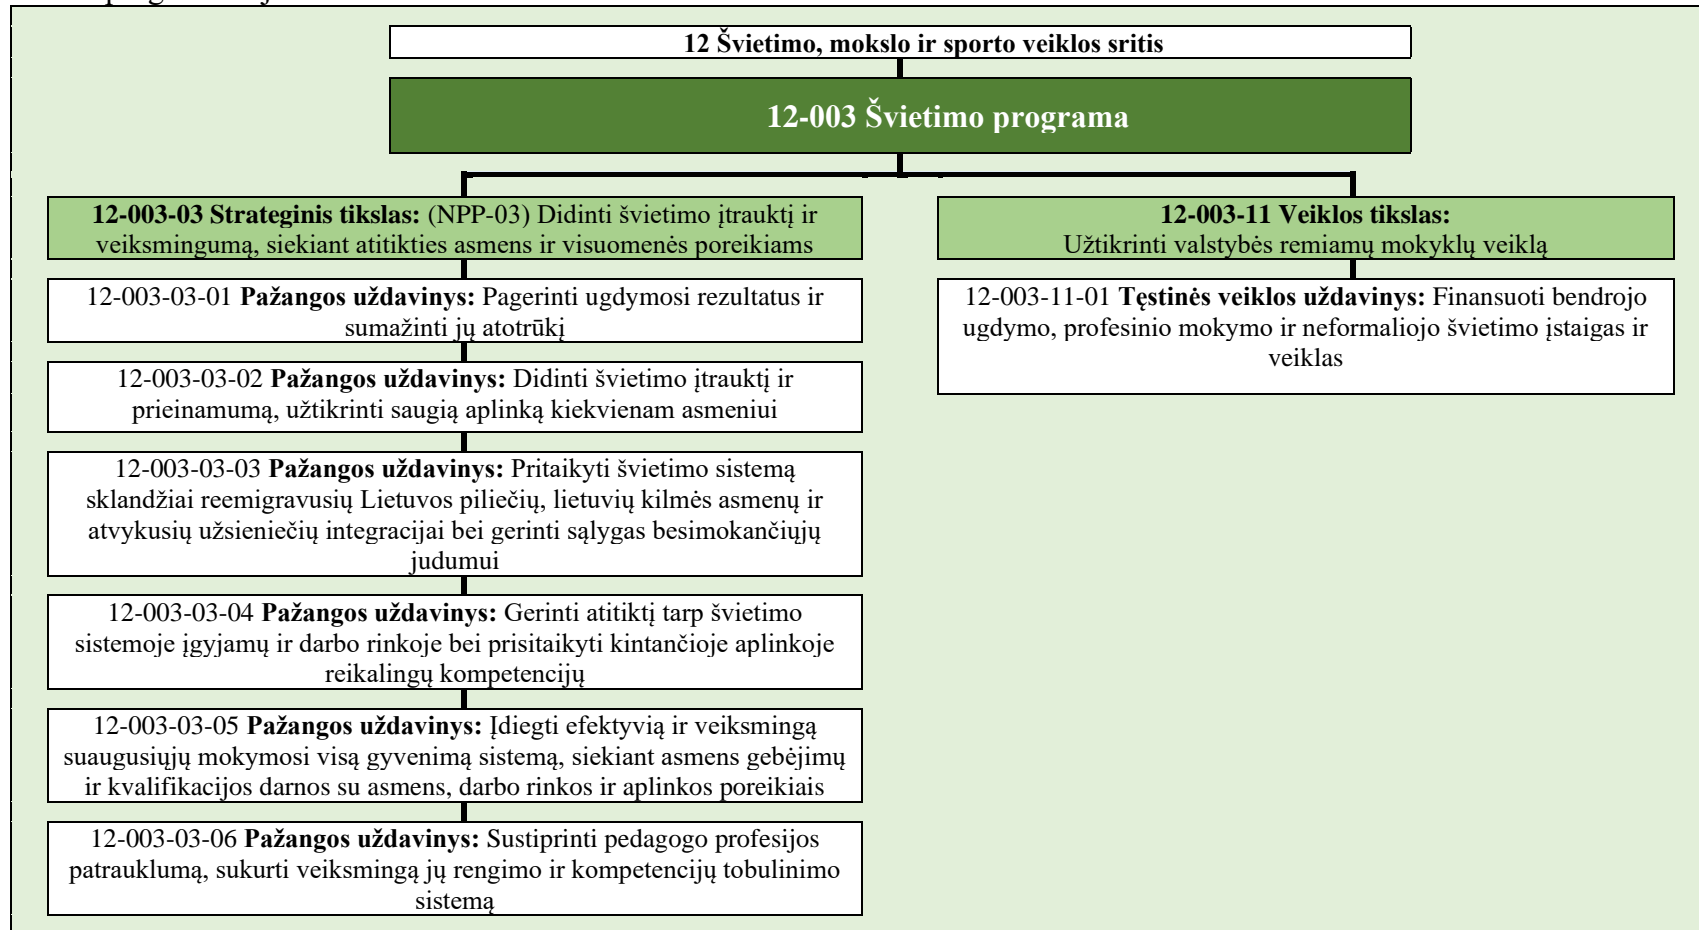 12 Švietimo, mokslo ir sporto veiklos sritis
12-003 Švietimo programa
12-003-03 Strateginis tikslas: (NPP-03) Didinti švietimo įtrauktį ir
veiksmingumą, siekiant atitikties asmens ir visuomenės poreikiams
12-003-03-01 Pažangos uždavinys: Pagerinti ugdymosi rezultatus ir
sumažinti jų atotrūkį
12-003-03-02 Pažangos uždavinys: Didinti švietimo įtrauktį ir
prieinamumą, užtikrinti saugią aplinką kiekvienam asmeniui
12-003-03-03 Pažangos uždavinys: Pritaikyti švietimo sistemą
sklandžiai reemigravusių Lietuvos piliečių, lietuvių kilmės asmenų ir
atvykusių užsieniečių integracijai bei gerinti sąlygas besimokančiųjų
judumui
12-003-03-04 Pažangos uždavinys: Gerinti atitiktį tarp švietimo
sistemoje įgyjamų ir darbo rinkoje bei prisitaikyti kintančioje aplinkoje
reikalingų kompetencijų
12-003-03-05 Pažangos uždavinys: Įdiegti efektyvią ir veiksmingą
suaugusiųjų mokymosi visą gyvenimą sistemą, siekiant asmens gebėjimų
ir kvalifikacijos darnos su asmens, darbo rinkos ir aplinkos poreikiais
12-003-03-06 Pažangos uždavinys: Sustiprinti pedagogo profesijos
patrauklumą, sukurti veiksmingą jų rengimo ir kompetencijų tobulinimo
sistemą
12-003-11 Veiklos tikslas:
Užtikrinti valstybės remiamų mokyklų veiklą
12-003-11-01 Tęstinės veiklos uždavinys: Finansuoti bendrojo
ugdymo, profesinio mokymo ir neformaliojo švietimo įstaigas ir
veiklas